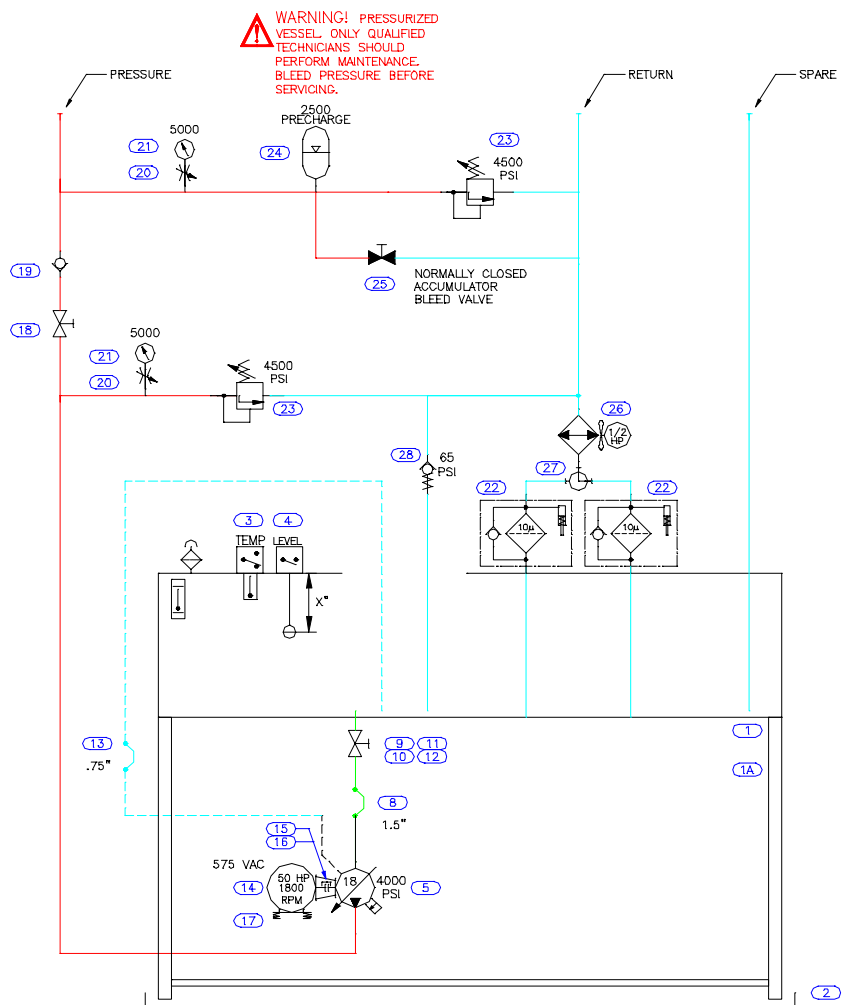 WARNING! PRESSURIZED
VESSEL. ONLY QUALIFIED
TECHNICIANS SHOULD
PERFORM MAINTENANCE.
BLEED PRESSURE BEFORE
SERVICING.
PRESSURE
RETURN
SPARE
2500
PRECHARGE
5000
21
20
24
23
4500
PSI
19
25
NORMALLY CLOSED
ACCUMULATOR
BLEED VALVE
18
5000
21
20
4500
PSI
23
26
1/2
HP
28
65
PSI
27
22
22
10µ
10µ
3
4
TEMP
LEVEL
X"
13
.75"
9
11
10
12
1
1A
8
1.5"
15
16
575 VAC
14
50 HP
1800
RPM
18
4000
PSI
5
17
2